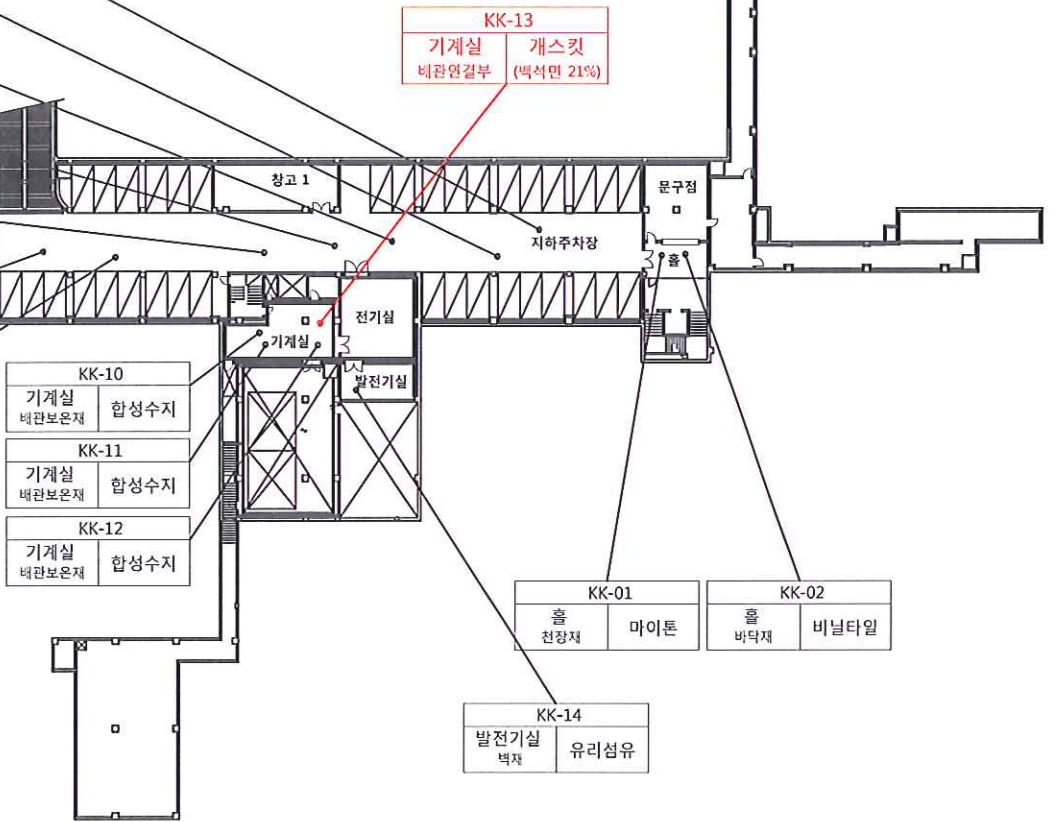 KK-13
기계실 개스킷
배관연결부 (백석면 21%)
창고 1
문구점
지하주차장
홀
전기실
기계실
발전기실
KK-10
기계실 합성수지
배관보온재
KK-11
기계실 합성수지
배관보온재
KK-12
기계실 합성수지
배관보온재
KK-01
홀 마이톤
천장재
KK-02
홀 비닐타일
바닥재
KK-14
발전기실 유리섬유
벽재